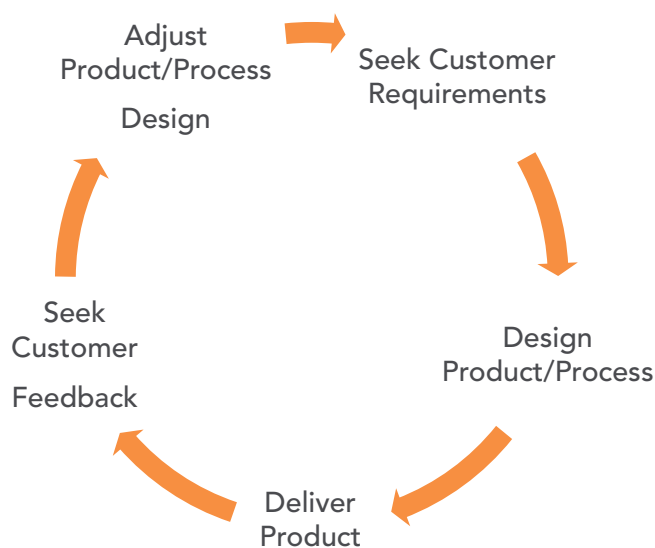 Adjust
Product/Process
Design
Seek Customer
Requirements
Design
Product/Process
Deliver
Product
Seek
Customer
Feedback